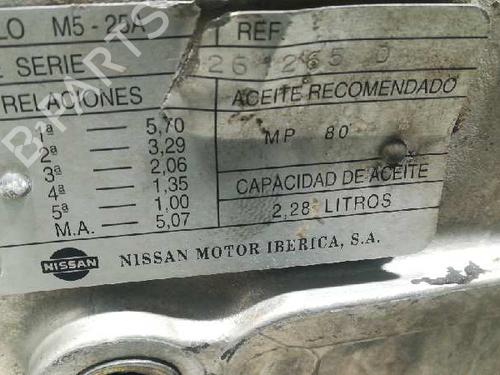 LO M5 - 25A
REF.
SERIE
RELACIONES
1ª — 5,70
2ª — 3,29
3ª — 2,06
4ª — 1,35
5ª — 1,00
M.A. — 5,07
ACEITE RECOMENDADO
MP 80
CAPACIDAD DE ACEITE
2,28 LITROS
NISSAN
NISSAN MOTOR IBERICA, S.A.
B-PARTS